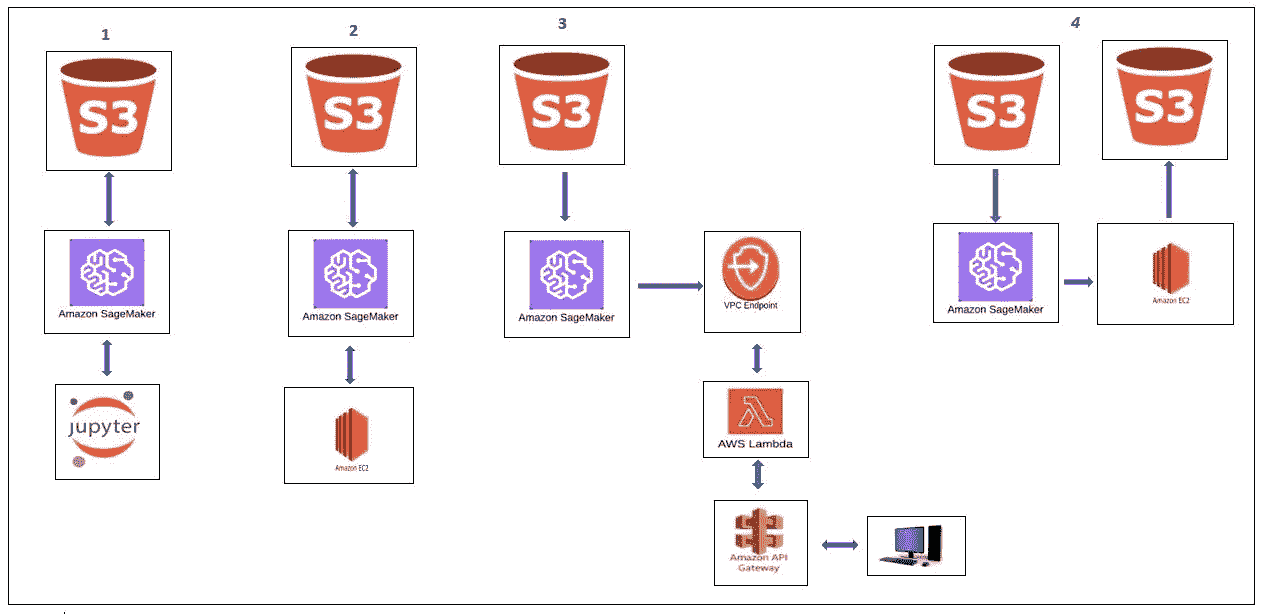 1
2
3
4
S3
S3
S3
S3
S3
Amazon SageMaker
Amazon SageMaker
Amazon SageMaker
VPC Endpoint
Amazon SageMaker
Amazon EC2
jupyter
Amazon EC2
AWS Lambda
Amazon API
Gateway